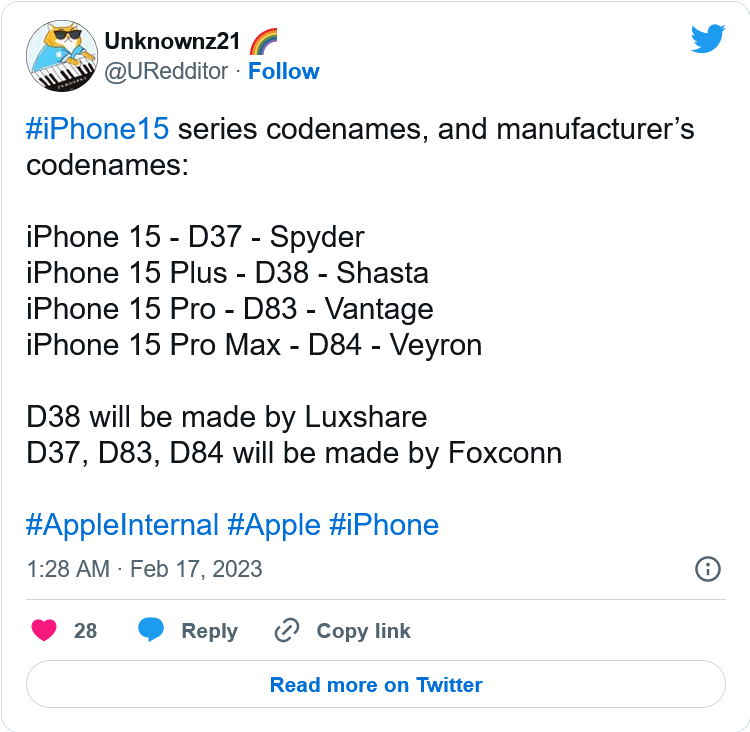 Unknownz21 🌈
@URedditor · Follow
#iPhone15 series codenames, and manufacturer’s
codenames:
iPhone 15 - D37 - Spyder
iPhone 15 Plus - D38 - Shasta
iPhone 15 Pro - D83 - Vantage
iPhone 15 Pro Max - D84 - Veyron
D38 will be made by Luxshare
D37, D83, D84 will be made by Foxconn
#AppleInternal #Apple #iPhone
1:28 AM · Feb 17, 2023
28 Reply Copy link
Read more on Twitter